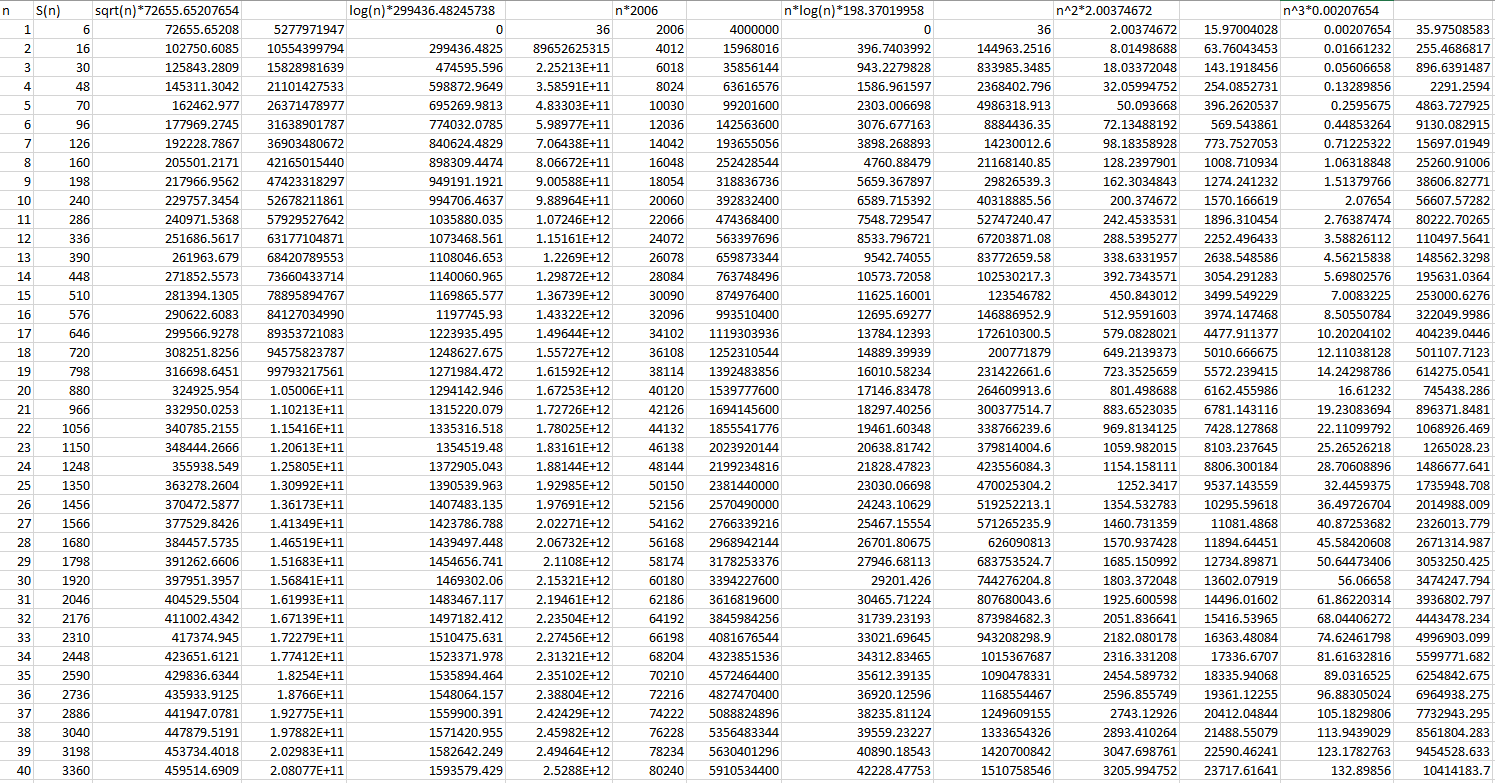 n S(n) sqrt(n)*72655.65207654 log(n)*299436.48245738 n*2006 n*log(n)*198.37019958 n^2*2.00374672 n^3*0.00207654
1 6 72655.65208 5277971947 0 36 2006 4000000 0 36 2.00374672 15.97004028 0.00207654 35.97508583
2 16 102750.6085 10554399794 299436.4825 89652625315 4012 15968016 396.7403992 144963.2516 8.01498688 63.76043453 0.01661232 255.4686817
3 30 125843.2809 15828981639 474595.596 2.25213E+11 6018 35856144 943.2279828 833985.3485 18.03372048 143.1918456 0.05606658 896.6391487
4 48 145311.3042 21101427533 598872.9649 3.58591E+11 8024 63616576 1586.961597 2368402.796 32.05994752 254.0852731 0.13289856 2291.2594
5 70 162462.977 26371478977 695269.9813 4.83303E+11 10030 99201600 2303.006698 4986318.913 50.093668 396.2620537 0.2595675 4863.727925
6 96 177969.2745 31638901787 774032.0785 5.98977E+11 12036 142563600 3076.677163 8884436.35 72.13488192 569.543861 0.44853264 9130.082915
7 126 192228.7867 36903480672 840624.4829 7.06438E+11 14042 193655056 3898.268893 14230012.6 98.18358928 773.7527053 0.71225322 15697.01949
8 160 205501.2171 42165015440 898309.4474 8.06672E+11 16048 252428544 4760.88479 21168140.85 128.2397901 1008.710934 1.06318848 25260.91006
9 198 217966.9562 47423318297 949191.1921 9.00588E+11 18054 318836736 5659.367897 29826539.3 162.3034843 1274.241232 1.51379766 38606.82771
10 240 229757.3454 52678211861 994706.4637 9.88964E+11 20060 392832400 6589.715392 40318885.56 200.374672 1570.166619 2.07654 56607.57282
11 286 240971.5368 57929527642 1035880.035 1.07246E+12 22066 474368400 7548.729547 52747240.47 242.4533531 1896.310454 2.76387474 80222.70265
12 336 251686.5617 63177104871 1073468.561 1.15161E+12 24072 563397696 8533.796721 67203871.08 288.5395277 2252.496433 3.58826112 110497.5641
13 390 261963.679 68420789553 1108046.653 1.2269E+12 26078 659873344 9542.74055 83772659.58 338.6331957 2638.548586 4.56215838 148562.3298
14 448 271852.5573 73660433714 1140060.965 1.29872E+12 28084 763748496 10573.72058 102530217.3 392.7343571 3054.291283 5.69802576 195631.0364
15 510 281394.1305 78895894767 1169865.577 1.36739E+12 30090 874976400 11625.16001 123546782 450.843012 3499.549229 7.0083225 253000.6276
16 576 290622.6083 84127034990 1197745.93 1.43322E+12 32096 993510400 12695.69277 146886952.9 512.9591603 3974.147468 8.50550784 322049.9986
17 646 299566.9278 89353721083 1223935.495 1.49644E+12 34102 1119303936 13784.12393 172610300.5 579.0828021 4477.911377 10.20204102 404239.0446
18 720 308251.8256 94575823787 1248627.675 1.55727E+12 36108 1252310544 14889.39939 200771879 649.2139373 5010.666675 12.11038128 501107.7123
19 798 316698.6451 99793217561 1271984.472 1.61592E+12 38114 1392483856 16010.58234 231422661.6 723.3525659 5572.239415 14.24298786 614275.0541
20 880 324925.954 1.05006E+11 1294142.946 1.67253E+12 40120 1539777600 17146.83478 264609913.6 801.498688 6162.455986 16.61232 745438.286
21 966 332950.0253 1.10213E+11 1315220.079 1.72726E+12 42126 1694145600 18297.40256 300377514.7 883.6523035 6781.143116 19.23083694 896371.8481
22 1056 340785.2155 1.15416E+11 1335316.518 1.78025E+12 44132 1855541776 19461.60348 338766239.6 969.8134125 7428.127868 22.11099792 1068926.469
23 1150 348444.2666 1.20613E+11 1354519.48 1.83161E+12 46138 2023920144 20638.81742 379814004.6 1059.982015 8103.237645 25.26526218 1265028.23
24 1248 355938.549 1.25805E+11 1372905.043 1.88144E+12 48144 2199234816 21828.47823 423556084.3 1154.158111 8806.300184 28.70608896 1486677.641
25 1350 363278.2604 1.30992E+11 1390539.963 1.92985E+12 50150 2381440000 23030.06698 470025304.2 1252.3417 9537.143559 32.4459375 1735948.708
26 1456 370472.5877 1.36173E+11 1407483.135 1.97691E+12 52156 2570490000 24243.10629 519252213.1 1354.532783 10295.59618 36.49726704 2014988.009
27 1566 377529.8426 1.41349E+11 1423786.788 2.02271E+12 54162 2766339216 25467.15554 571265235.9 1460.731359 11081.4868 40.87253682 2326013.779
28 1680 384457.5735 1.46519E+11 1439497.448 2.06732E+12 56168 2968942144 26701.80675 626090813 1570.937428 11894.64451 45.58420608 2671314.987
29 1798 391262.6606 1.51683E+11 1454656.741 2.1108E+12 58174 3178253376 27946.68113 683753524.7 1685.150992 12734.89871 50.64473406 3053250.425
30 1920 397951.3957 1.56841E+11 1469302.06 2.15321E+12 60180 3394227600 29201.426 744276204.8 1803.372048 13602.07919 56.06658 3474247.794
31 2046 404529.5504 1.61993E+11 1483467.117 2.19461E+12 62186 3616819600 30465.71224 807680043.6 1925.600598 14496.01602 61.86220314 3936802.797
32 2176 411002.4342 1.67139E+11 1497182.412 2.23504E+12 64192 3845984256 31739.23193 873984682.3 2051.836641 15416.53965 68.04406272 4443478.234
33 2310 417374.945 1.72279E+11 1510475.631 2.27456E+12 66198 4081676544 33021.69645 943208298.9 2182.080178 16363.48084 74.62461798 4996903.099
34 2448 423651.6121 1.77412E+11 1523371.978 2.31321E+12 68204 4323851536 34312.83465 1015367687 2316.331208 17336.6707 81.61632816 5599771.682
35 2590 429836.6344 1.8254E+11 1535894.464 2.35102E+12 70210 4572464400 35612.39135 1090478331 2454.589732 18335.94068 89.0316525 6254842.675
36 2736 435933.9125 1.8766E+11 1548064.157 2.38804E+12 72216 4827470400 36920.12596 1168554467 2596.855749 19361.12255 96.88305024 6964938.275
37 2886 441947.0781 1.92775E+11 1559900.391 2.42429E+12 74222 5088824896 38235.81124 1249609155 2743.12926 20412.04844 105.1829806 7732943.295
38 3040 447879.5191 1.97882E+11 1571420.955 2.45982E+12 76228 5356483344 39559.23227 1333654326 2893.410264 21488.55079 113.9439029 8561804.283
39 3198 453734.4018 2.02983E+11 1582642.249 2.49464E+12 78234 5630401296 40890.18543 1420700842 3047.698761 22590.46241 123.1782763 9454528.633
40 3360 459514.6909 2.08077E+11 1593579.429 2.5288E+12 80240 5910534400 42228.47753 1510758546 3205.994752 23717.61641 132.89856 10414183.7